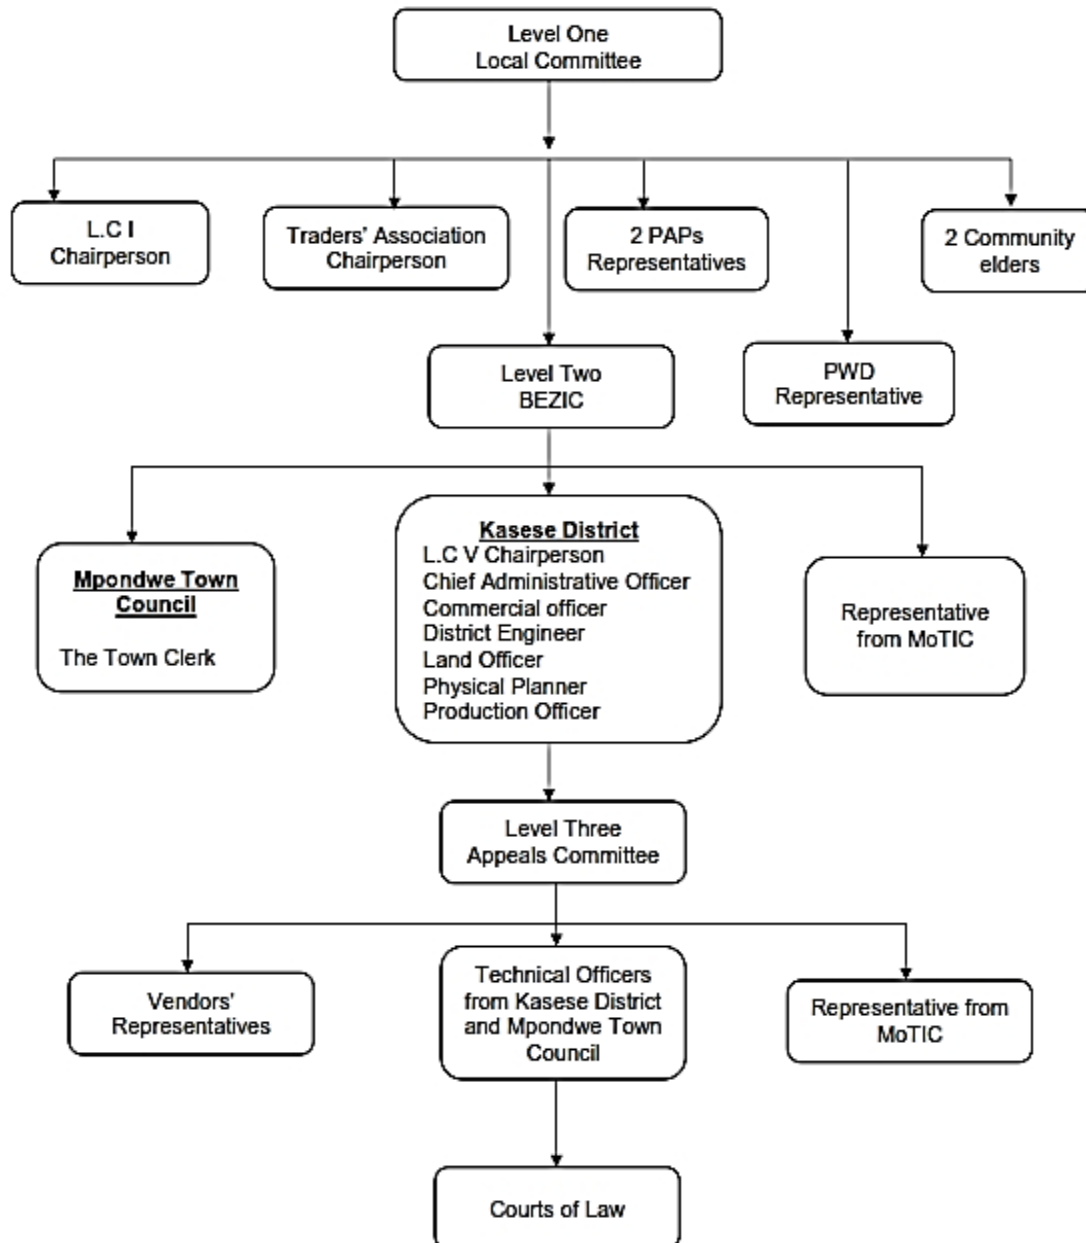 Level One
Local Committee
L.C I
Chairperson
Traders' Association
Chairperson
2 PAPs
Representatives
2 Community
elders
Level Two
BEZIC
PWD
Representative
Mpondwe Town
Council
The Town Clerk
Kasese District
L.C V Chairperson
Chief Administrative Officer
Commercial officer
District Engineer
Land Officer
Physical Planner
Production Officer
Representative
from MoTIC
Level Three
Appeals Committee
Vendors'
Representatives
Technical Officers
from Kasese District
and Mpondwe Town
Council
Representative from
MoTIC
Courts of Law